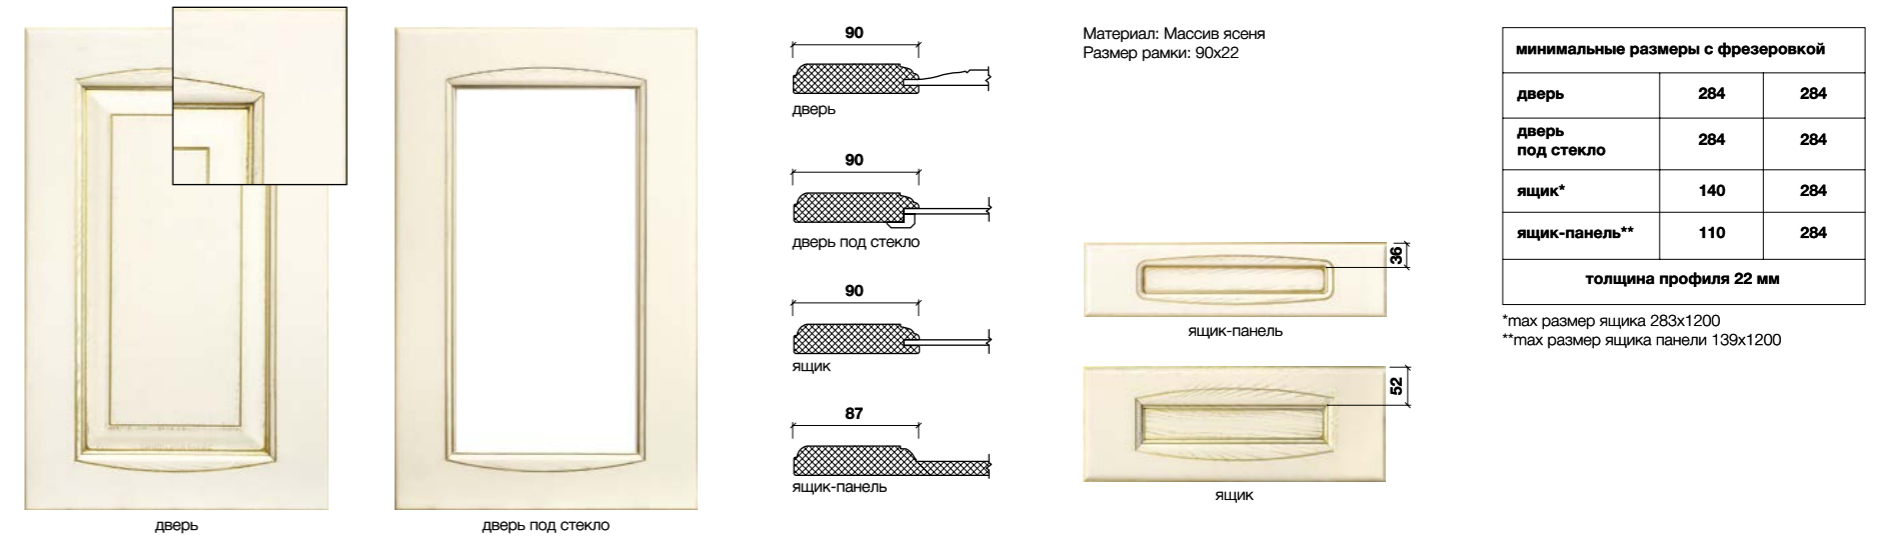 дверь
дверь под стекло
90
дверь
90
дверь под стекло
90
ящик
87
ящик-панель
Материал: Массив ясеня
Размер рамки: 90x22
36
ящик-панель
52
ящик
минимальные размеры с фрезеровкой
дверь 284 284
дверь
под стекло 284 284
ящик* 140 284
ящик-панель** 110 284
толщина профиля 22 мм
*max размер ящика 283x1200
**max размер ящика панели 139x1200